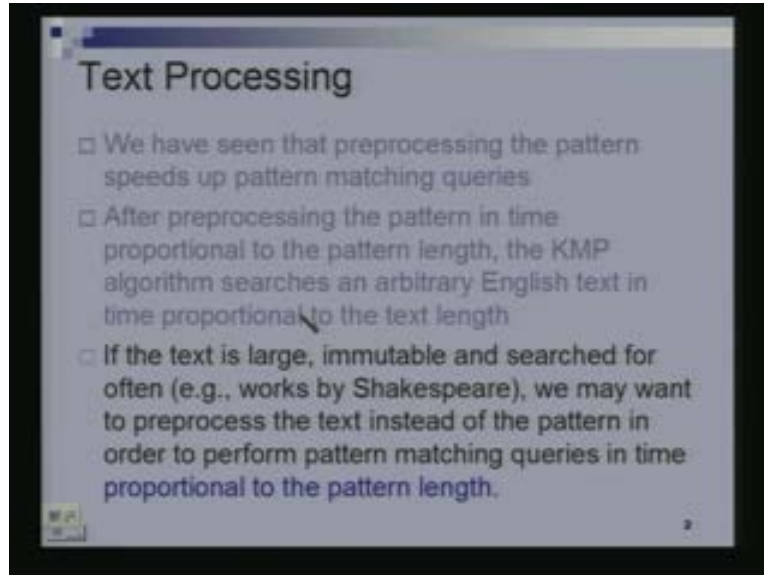 Text Processing
We have seen that preprocessing the pattern
speeds up pattern matching queries
After preprocessing the pattern in time
proportional to the pattern length, the KMP
algorithm searches an arbitrary English text in
time proportional to the text length
If the text is large, immutable and searched for
often (e.g., works by Shakespeare), we may want
to preprocess the text instead of the pattern in
order to perform pattern matching queries in time
proportional to the pattern length.
2